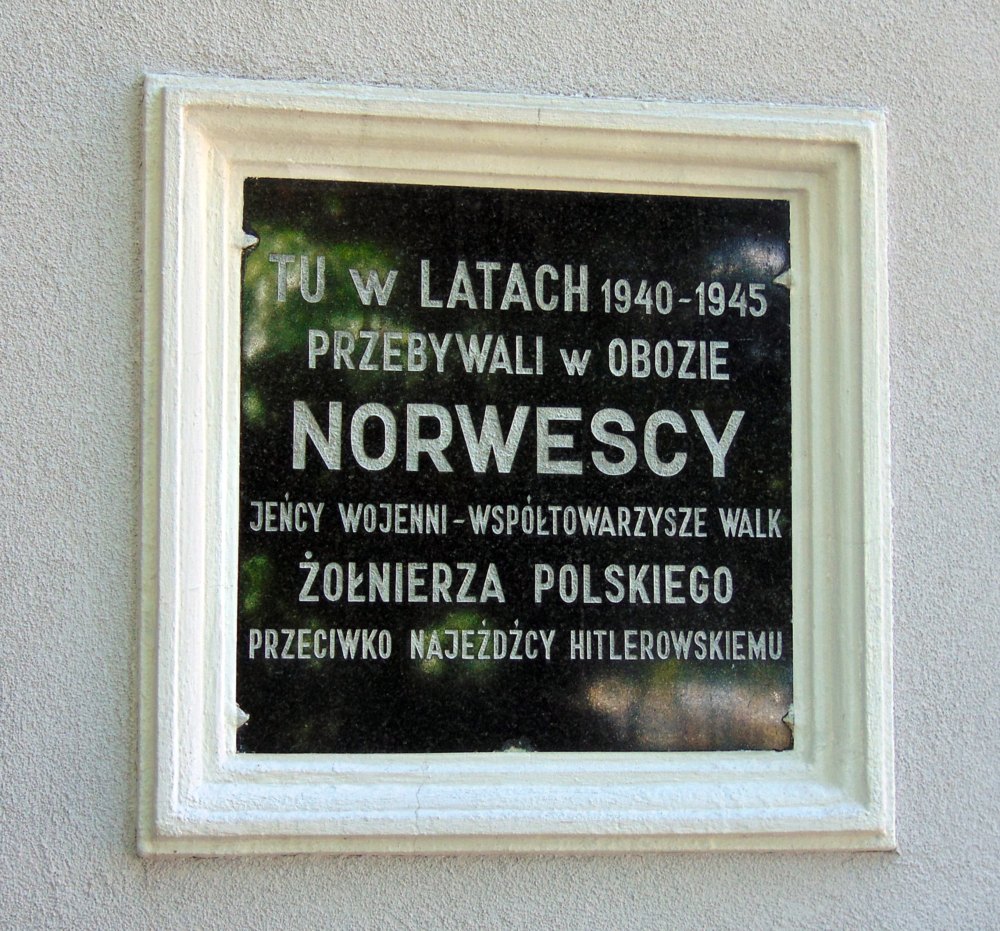 TU W LATACH 1940-1945
PRZEBYWALI W OBOZIE
NORWESCY
JEŃCY WOJENNI-WSPÓŁTOWARZYSZE WALK
ŻOŁNIERZA POLSKIEGO
PRZECIWKO NAJEŹDŹCY HITLEROWSKIEMU